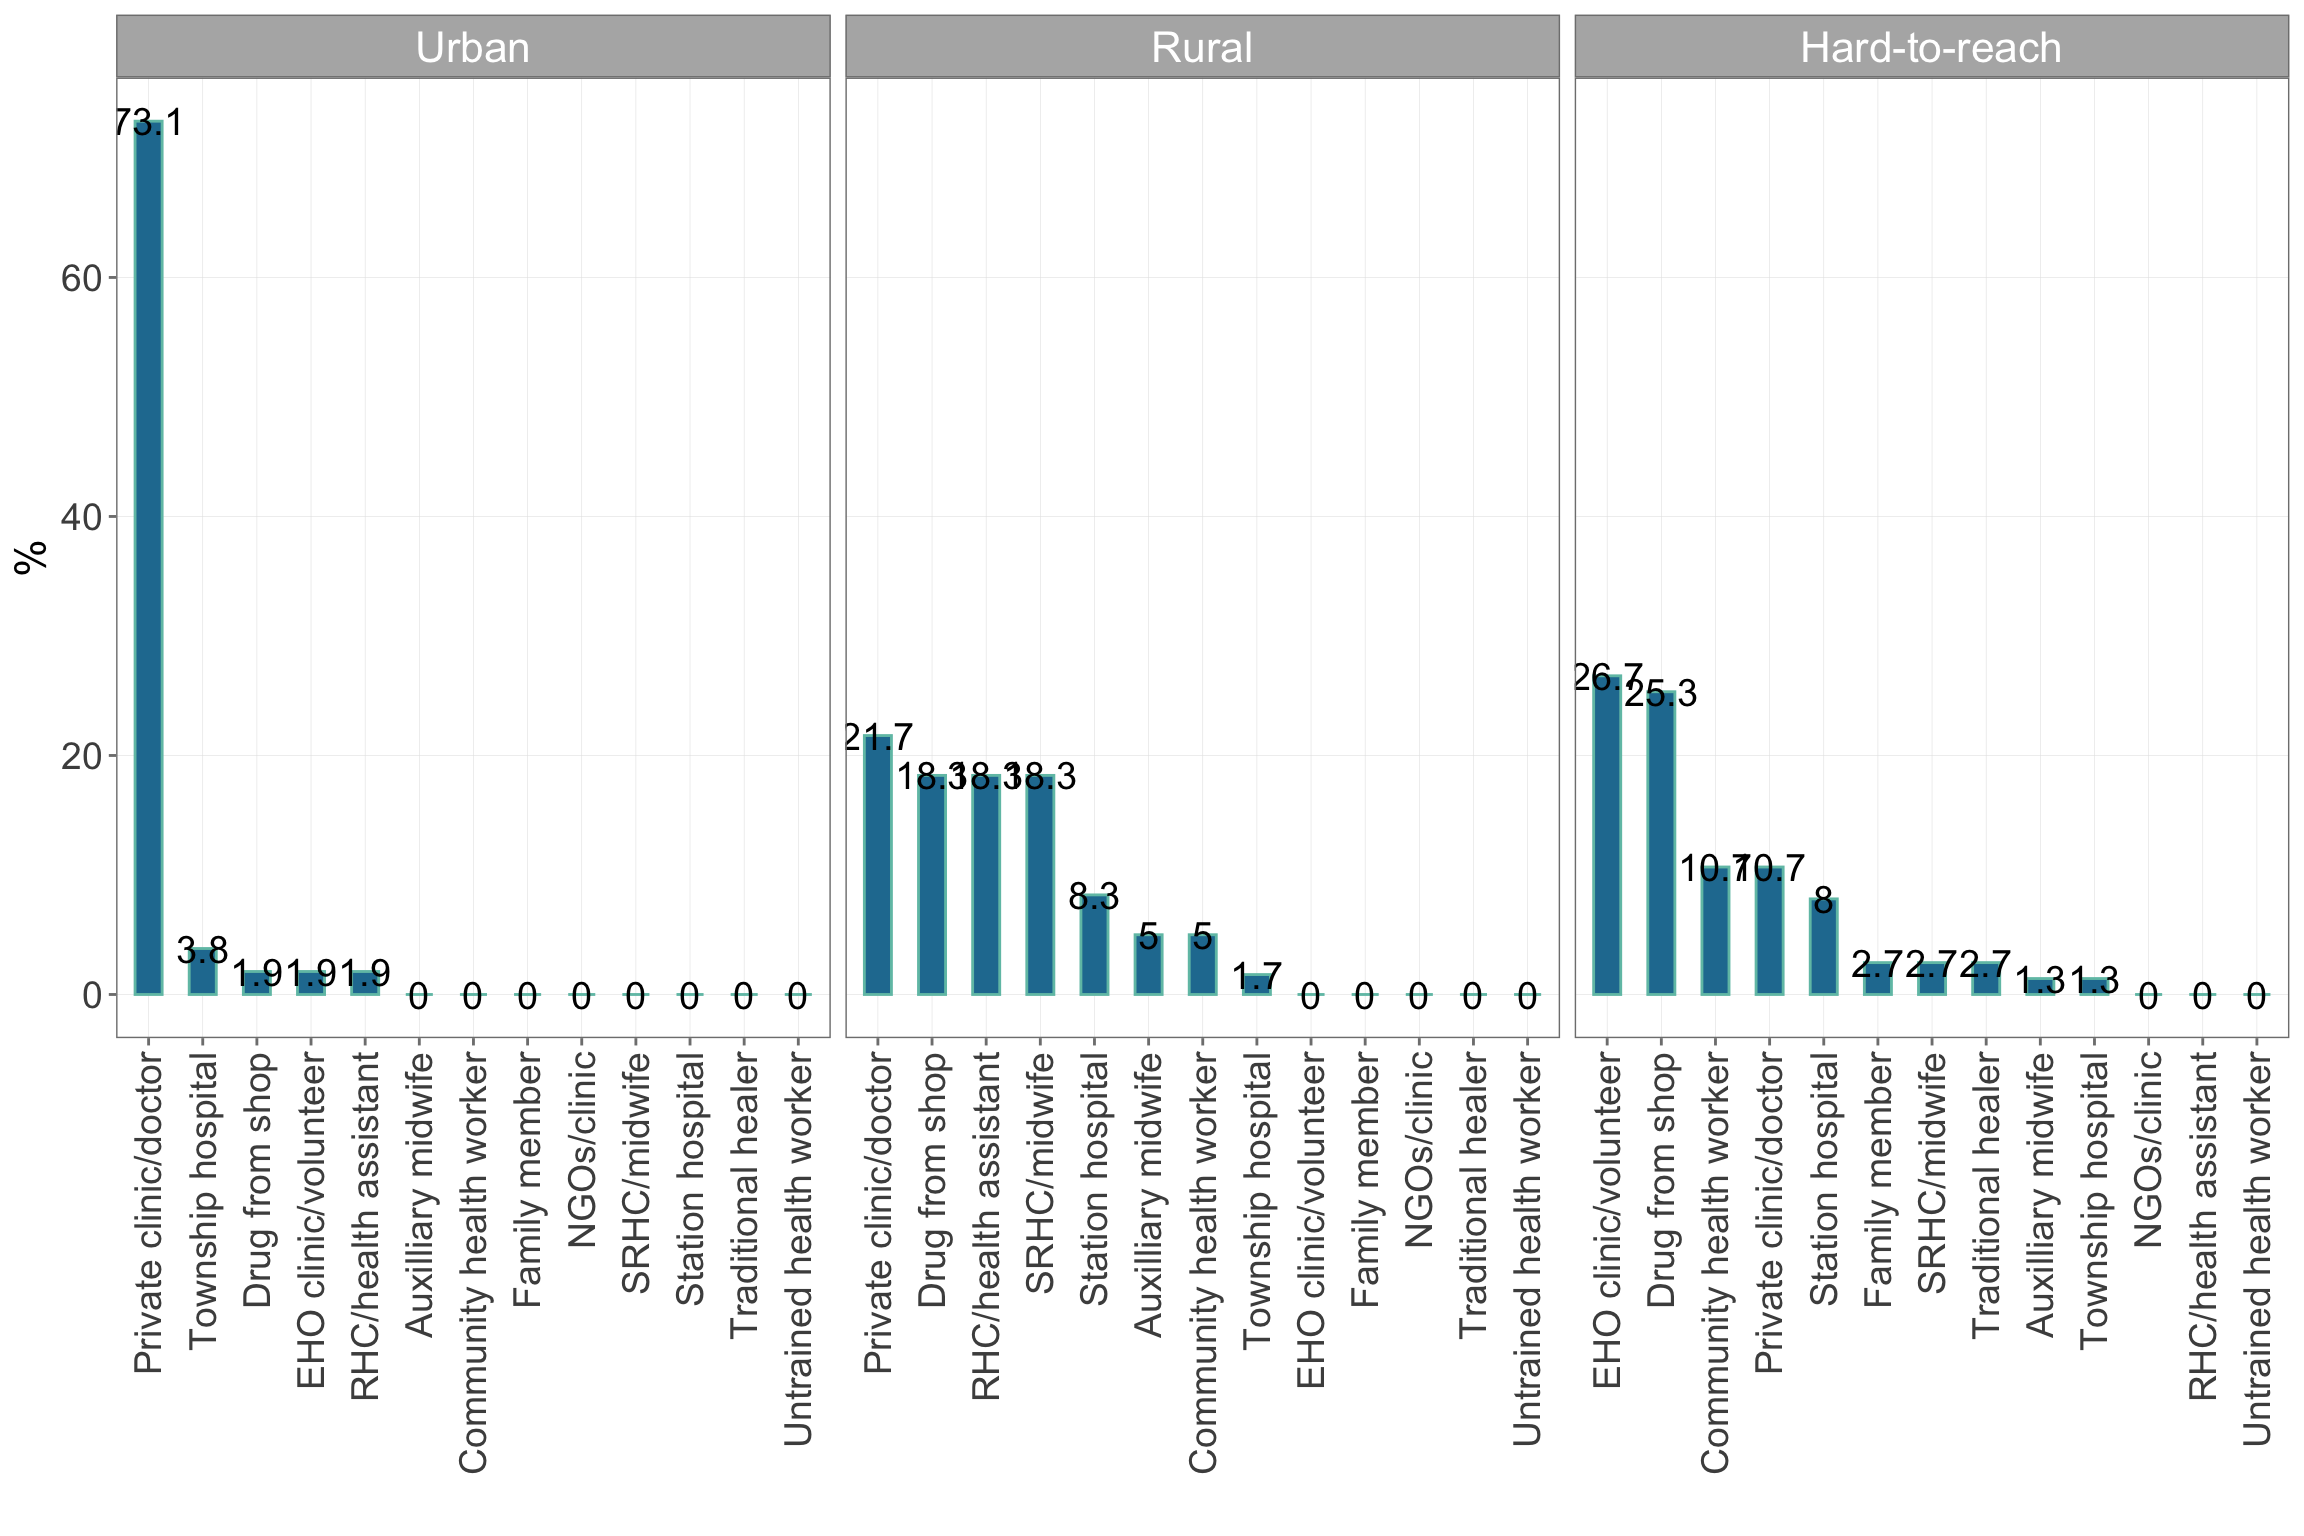 Urban
Rural
Hard-to-reach
%
60
40
20
0
73.1
3.8
1.9
1.9
1.9
0
0
0
0
0
0
0
0
21.7
18.3
18.3
18.3
8.3
5
5
1.7
0
0
0
0
0
26.7
25.3
10.7
10.7
8
2.7
2.7
2.7
1.3
1.3
0
0
0
Private clinic/doctor
Township hospital
Drug from shop
EHO clinic/volunteer
RHC/health assistant
Auxilliary midwife
Community health worker
Family member
NGOs/clinic
SRHC/midwife
Station hospital
Traditional healer
Untrained health worker
Private clinic/doctor
Drug from shop
RHC/health assistant
SRHC/midwife
Station hospital
Auxilliary midwife
Community health worker
Township hospital
EHO clinic/volunteer
Family member
NGOs/clinic
Traditional healer
Untrained health worker
EHO clinic/volunteer
Drug from shop
Community health worker
Private clinic/doctor
Station hospital
Family member
SRHC/midwife
Traditional healer
Auxilliary midwife
Township hospital
NGOs/clinic
RHC/health assistant
Untrained health worker